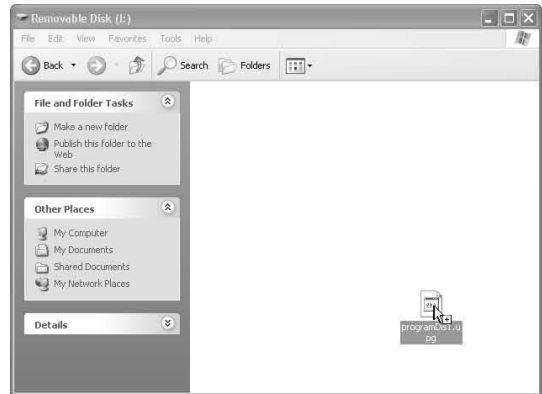 Removable Disk (I:)
File Edit View Favorites Tools Help
Back Search Folders
File and Folder Tasks
Make a new folder
Publish this folder to the
Web
Share this folder
Other Places
My Computer
My Documents
Shared Documents
My Network Places
Details
pg